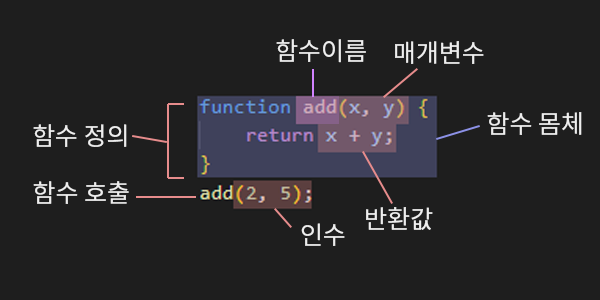 함수이름 매개변수
function add(x, y) {
함수 몸체
함수 정의
return x + y;
}
함수 호출
add(2, 5);
반환값
인수